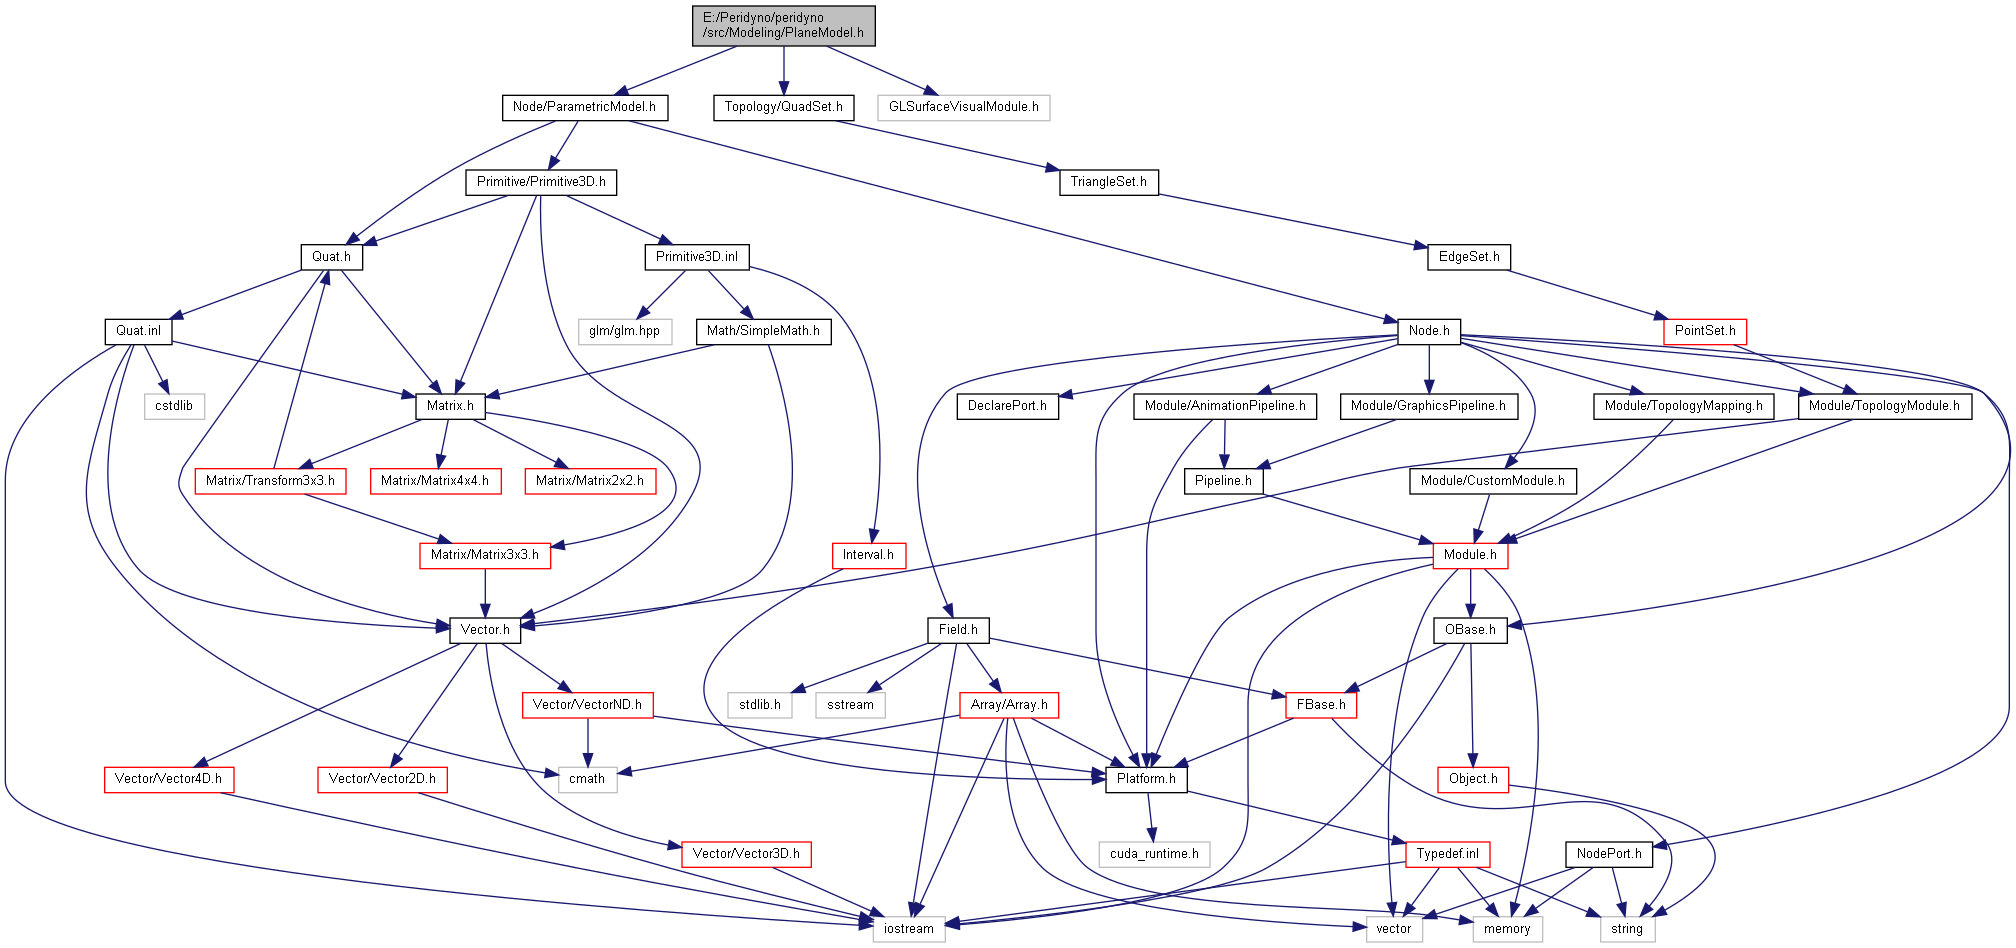 E:/Peridyno/peridyno
/src/Modeling/PlaneModel.h
Node/ParametricModel.h
Topology/QuadSet.h
GLSurfaceVisualModule.h
Primitive/Primitive3D.h
TriangleSet.h
Quat.h
Primitive3D.inl
EdgeSet.h
Quat.inl
glm/glm.hpp
Math/SimpleMath.h
Node.h
PointSet.h
cstdlib
Matrix.h
DeclarePort.h
Module/AnimationPipeline.h
Module/GraphicsPipeline.h
Module/TopologyMapping.h
Module/TopologyModule.h
Matrix/Transform3x3.h
Matrix/Matrix4x4.h
Matrix/Matrix2x2.h
Pipeline.h
Module/CustomModule.h
Matrix/Matrix3x3.h
Interval.h
Module.h
Vector.h
Field.h
OBase.h
Vector/VectorND.h
stdlib.h
sstream
Array/Array.h
FBase.h
Vector/Vector4D.h
Vector/Vector2D.h
cmath
Platform.h
Object.h
Vector/Vector3D.h
cuda_runtime.h
Typedef.inl
NodePort.h
iostream
vector
memory
string